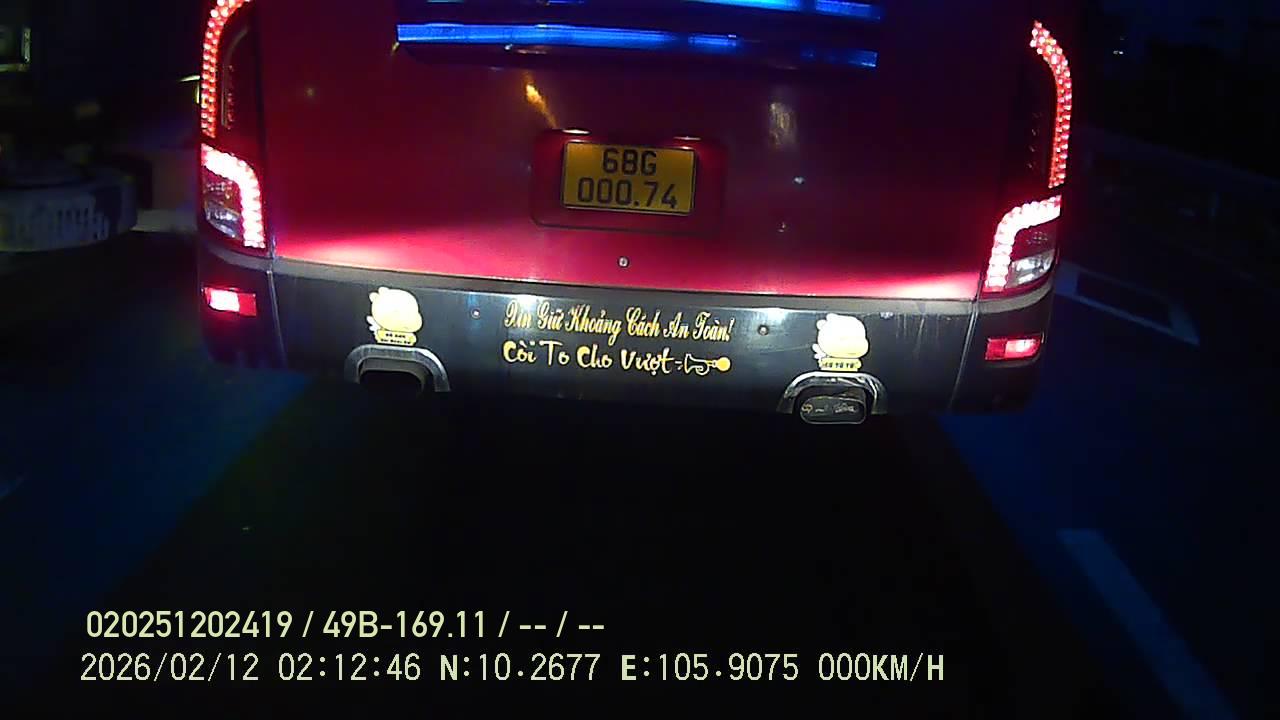 68G
000.74
Xin Giữ Khoảng Cách An Toàn!
Còi To Cho Vượt
020251202419 / 49B-169.11 / -- / --
2026/02/12 02:12:46 N:10.2677 E:105.9075 000KM/H